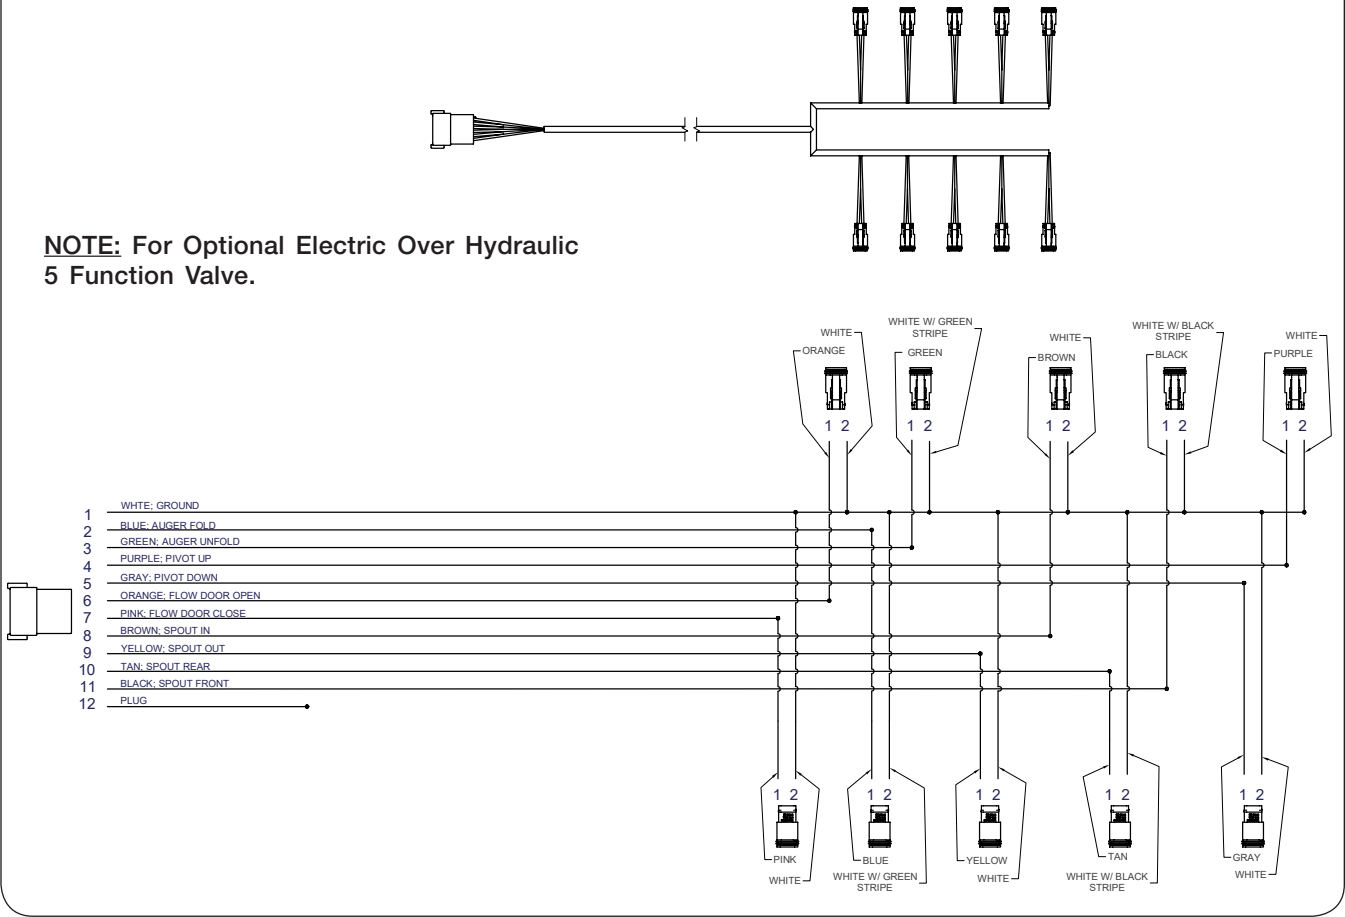 NOTE: For Optional Electric Over Hydraulic
5 Function Valve.
WHITE
ORANGE
WHITE W/ GREEN
STRIPE
GREEN
WHITE
BROWN
WHITE W/ BLACK
STRIPE
BLACK
WHITE
PURPLE
1 2
1 2
1 2
1 2
1 2
1 WHTE; GROUND
2 BLUE; AUGER FOLD
3 GREEN; AUGER UNFOLD
4 PURPLE; PIVOT UP
5 GRAY; PIVOT DOWN
6 ORANGE; FLOW DOOR OPEN
7 PINK; FLOW DOOR CLOSE
8 BROWN; SPOUT IN
9 YELLOW; SPOUT OUT
10 TAN; SPOUT REAR
11 BLACK; SPOUT FRONT
12 PLUG
1 2
1 2
1 2
1 2
1 2
PINK
WHITE
BLUE
WHITE W/ GREEN
STRIPE
YELLOW
WHITE
TAN
WHITE W/ BLACK
STRIPE
GRAY
WHITE